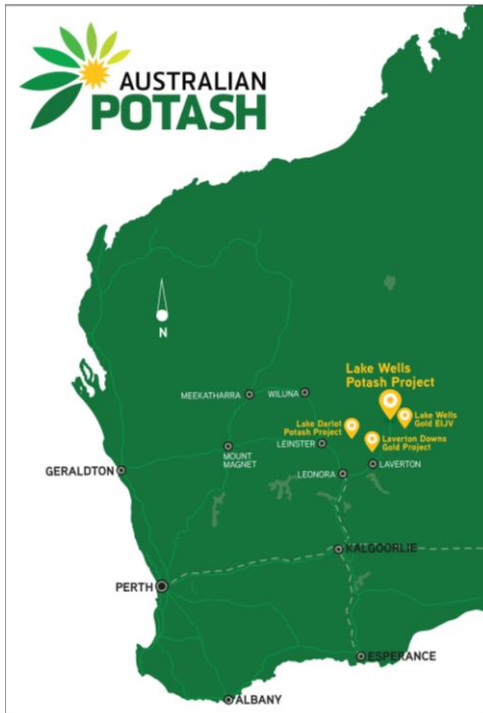 AUSTRALIAN
POTASH
N
Lake Wells
Potash Project
MEEKATHARRA
WILUNA
Lake Wells
Gold EIJV
Lake Darlot
Potash Project
Laverton Downs
Gold Project
LEINSTER
MOUNT
MAGNET
LAVERTON
GERALDTON
LEONORA
KALGOORLIE
PERTH
ESPERANCE
ALBANY